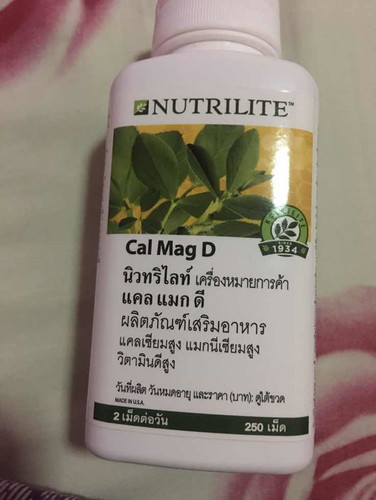 NUTRILITE™
NUTRILITE
SINCE
1934
Cal Mag D
นิวทริไลท์ เครื่องหมายการค้า
แคล แมก ดี
ผลิตภัณฑ์เสริมอาหาร
แคลเซียมสูง แมกนีเซียมสูง
วิตามินดีสูง
วันที่ผลิต วันหมดอายุ และราคา (บาท): ดูใต้ขวด
MADE IN U.S.A.
2 เม็ดต่อวัน 250 เม็ด